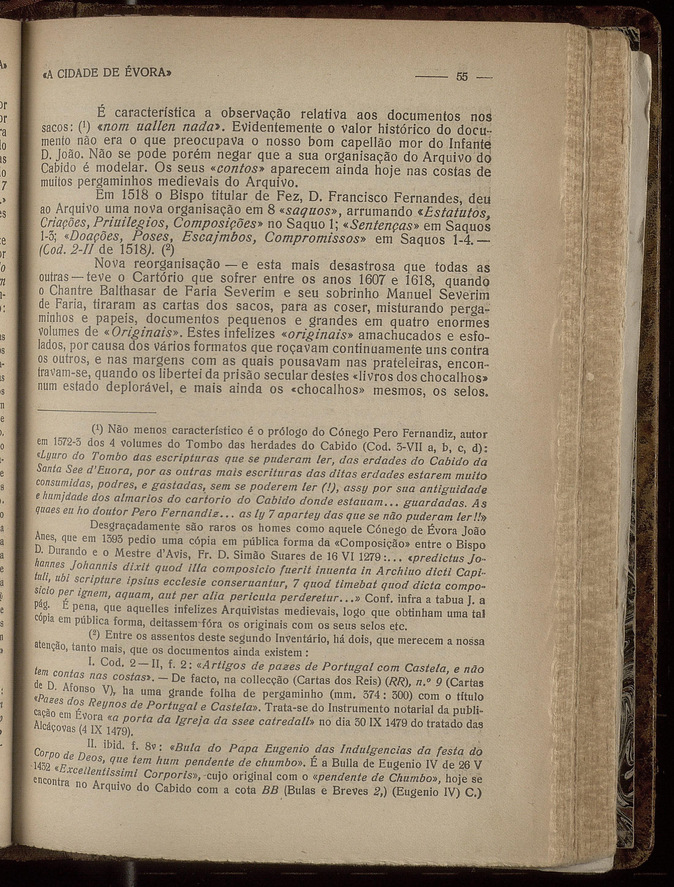 «A CIDADE DE ÉVORA»
55
É característica a observação relativa aos documentos nos
sacos: (¹) «nom uallen nada». Evidentemente o valor histórico do docu-
mento não era o que preocupava o nosso bom capellão mor do Infante
D. João. Não se pode porém negar que a sua organisação do Arquivo do
Cabido é modelar. Os seus «contos» aparecem ainda hoje nas costas de
muitos pergaminhos medievais do Arquivo.
Em 1518 o Bispo titular de Fez, D. Francisco Fernandes, deu
ao Arquivo uma nova organisação em 8 «saquos», arrumando «Estatutos,
Criações, Priuilegios, Composições» no Saquo 1; «Sentenças» em Saquos
1-3; «Doações, Poses, Escajmbos, Compromissos» em Saquos 1-4.—
(Cod. 2-II de 1518). (²)
Nova reorganisação — e esta mais desastrosa que todas as
outras — teve o Cartório que sofrer entre os anos 1607 e 1618, quando
o Chantre Balthasar de Faria Severim e seu sobrinho Manuel Severim
de Faria, tiraram as cartas dos sacos, para as coser, misturando perga-
minhos e papeis, documentos pequenos e grandes em quatro enormes
volumes de «Originais». Estes infelizes «originais» amachucados e esfo-
lados, por causa dos vários formatos que roçavam continuamente uns contra
os outros, e nas margens com as quais pousavam nas prateleiras, encon-
travam-se, quando os libertei da prisão secular destes «livros dos chocalhos»
num estado deplorável, e mais ainda os «chocalhos» mesmos, os selos.
(¹) Não menos característico é o prólogo do Cónego Pero Fernandiz, autor
em 1572-3 dos 4 volumes do Tombo das herdades do Cabido (Cod. 3-VII a, b, c, d):
«Lyuro do Tombo das escripturas que se puderam ler, das erdades do Cabido da
Santa See d'Euora, por as outras mais escrituras das ditas erdades estarem muito
consumidas, podres, e gastadas, sem se poderem ler (!), assy por sua antiguidade
e humjdade dos almarios do cartorio do Cabido donde estauam... guardadas. As
quaes eu ho doutor Pero Fernandiz... as ly 7 apartey das que se não puderam ler!!»
Desgraçadamente são raros os homes como aquele Cónego de Évora João
Anes, que em 1393 pedio uma cópia em pública forma da «Composição» entre o Bispo
D. Durando e o Mestre d'Avis, Fr. D. Simão Suares de 16 VI 1279:... «predictus Jo-
hannes Johannis dixit quod illa composicio fuerit inuenta in Archiuo dicti Capi-
tuli, ubi scripture ipsius ecclesie conseruantur, 7 quod timebat quod dicta compo-
sicio per ignem, aquam, aut per alia pericula perderetur...» Conf. infra a tabua J. a
pág. É pena, que aquelles infelizes Arquivistas medievais, logo que obtinham uma tal
cópia em pública forma, deitassem fóra os originais com os seus selos etc.
(²) Entre os assentos deste segundo Inventário, há dois, que merecem a nossa
atenção, tanto mais, que os documentos ainda existem:
I. Cod. 2—II, f. 2: «Artigos de pazes de Portugal com Castela, e não
tem contas nas costas». — De facto, na collecção (Cartas dos Reis) (RR), n.º 9 (Cartas
de D. Afonso V), ha uma grande folha de pergaminho (mm. 574: 300) com o título
«Pazes dos Reynos de Portugal e Castela». Trata-se do Instrumento notarial da publi-
cação em Évora «a porta da Igreja da ssee catredall» no dia 30 IX 1479 do tratado das
Alcáçovas (4 IX 1479).
II. ibid. f. 8v: «Bula do Papa Eugenio das Indulgencias da festa do
Corpo de Deos, que tem hum pendente de chumbo». É a Bulla de Eugenio IV de 26 V
1432 «Excellentissimi Corporis», cujo original com o «pendente de Chumbo», hoje se
encontra no Arquivo do Cabido com a cota BB (Bulas e Breves 2,) (Eugenio IV) C.)